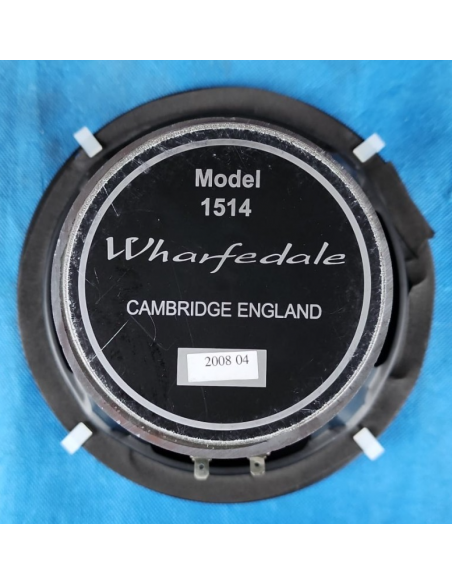 Model
1514
Wharfedale
CAMBRIDGE ENGLAND
2008 04